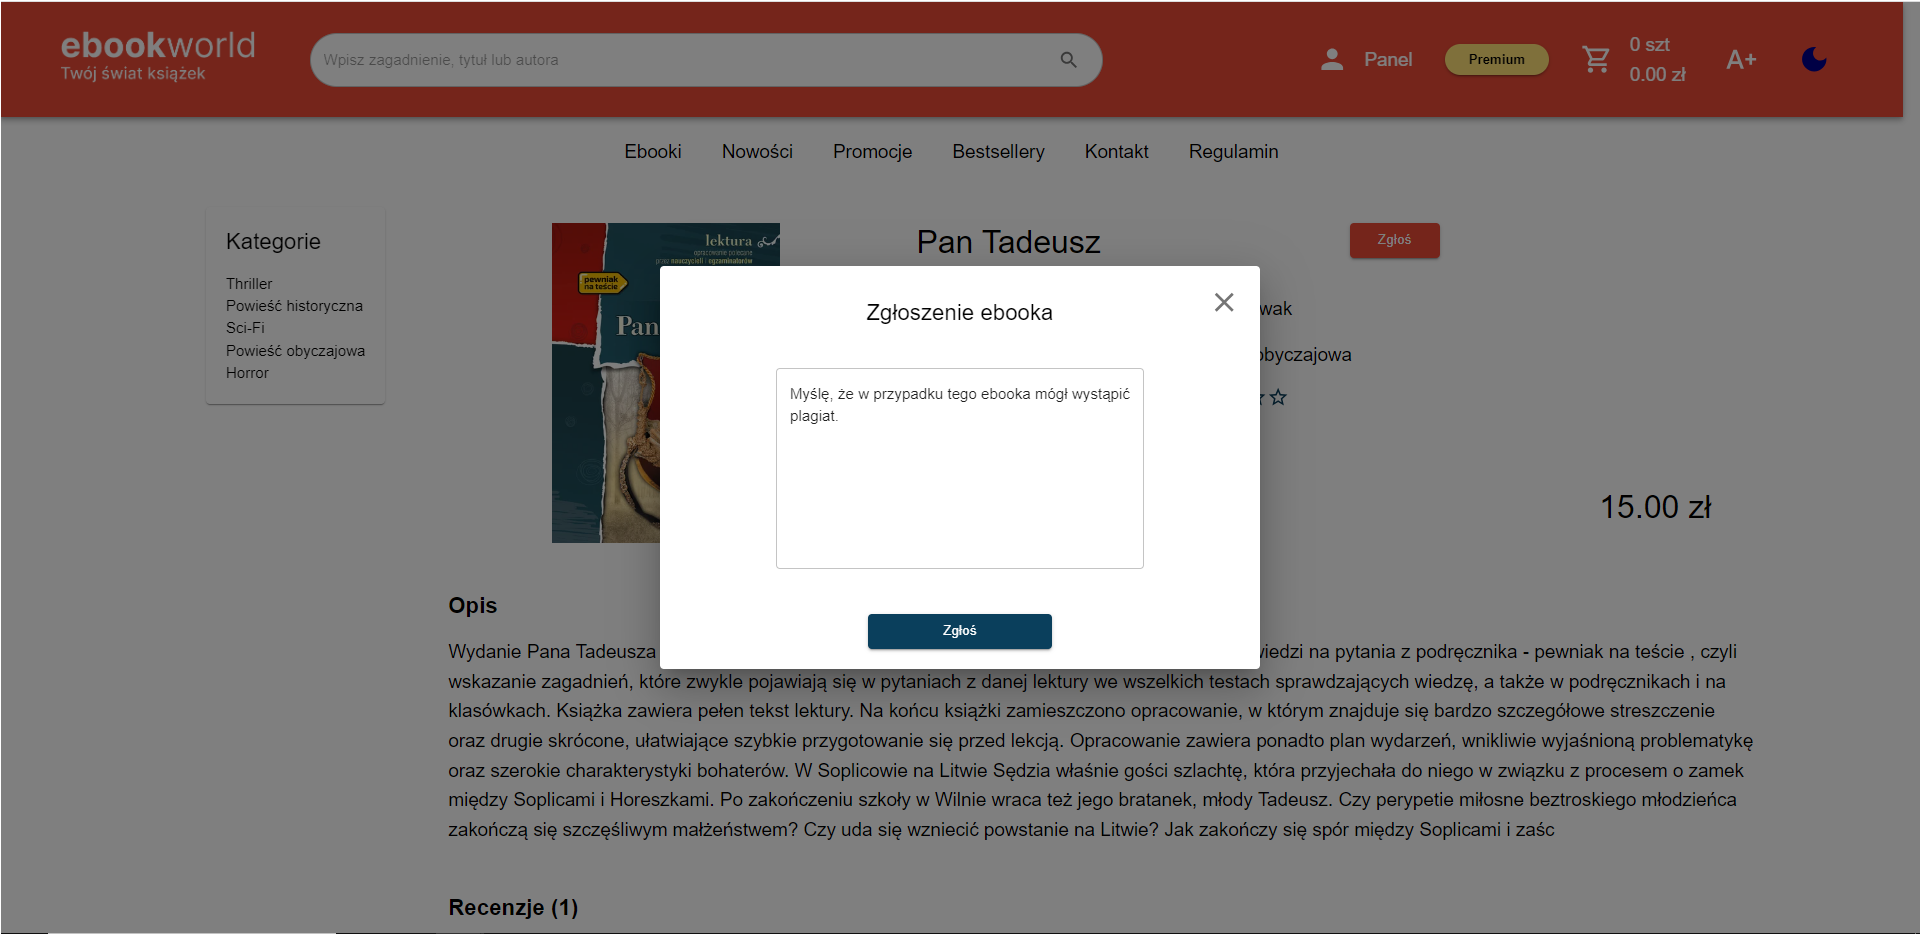 ebookworld
Twój świat książek
Wpisz zagadnienie, tytuł lub autora
Panel
Premium
0 szt
0.00 zł
A+
Ebooki
Nowości
Promocje
Bestsellery
Kontakt
Regulamin
Kategorie
Thriller
Powieść historyczna
Sci-Fi
Powieść obyczajowa
Horror
lektura
opracowanie polecane
przez nauczycieli i egzaminatorów
pewniak
na teście
Pan
Pan Tadeusz
Zgłoś
wak
obyczajowa
15.00 zł
Zgłoszenie ebooka
Myślę, że w przypadku tego ebooka mógł wystąpić
plagiat.
Zgłoś
Opis
Wydanie Pana Tadeusza wiedzi na pytania z podręcznika - pewniak na teście , czyli
wskazanie zagadnień, które zwykle pojawiają się w pytaniach z danej lektury we wszelkich testach sprawdzających wiedzę, a także w podręcznikach i na
klasówkach. Książka zawiera pełen tekst lektury. Na końcu książki zamieszczono opracowanie, w którym znajduje się bardzo szczegółowe streszczenie
oraz drugie skrócone, ułatwiające szybkie przygotowanie się przed lekcją. Opracowanie zawiera ponadto plan wydarzeń, wnikliwie wyjaśnioną problematykę
oraz szerokie charakterystyki bohaterów. W Soplicowie na Litwie Sędzia właśnie gości szlachtę, która przyjechała do niego w związku z procesem o zamek
między Soplicami i Horeszkami. Po zakończeniu szkoły w Wilnie wraca też jego bratanek, młody Tadeusz. Czy perypetie miłosne beztroskiego młodzieńca
zakończą się szczęśliwym małżeństwem? Czy uda się wzniecić powstanie na Litwie? Jak zakończy się spór między Soplicami i zaśc
Recenzje (1)